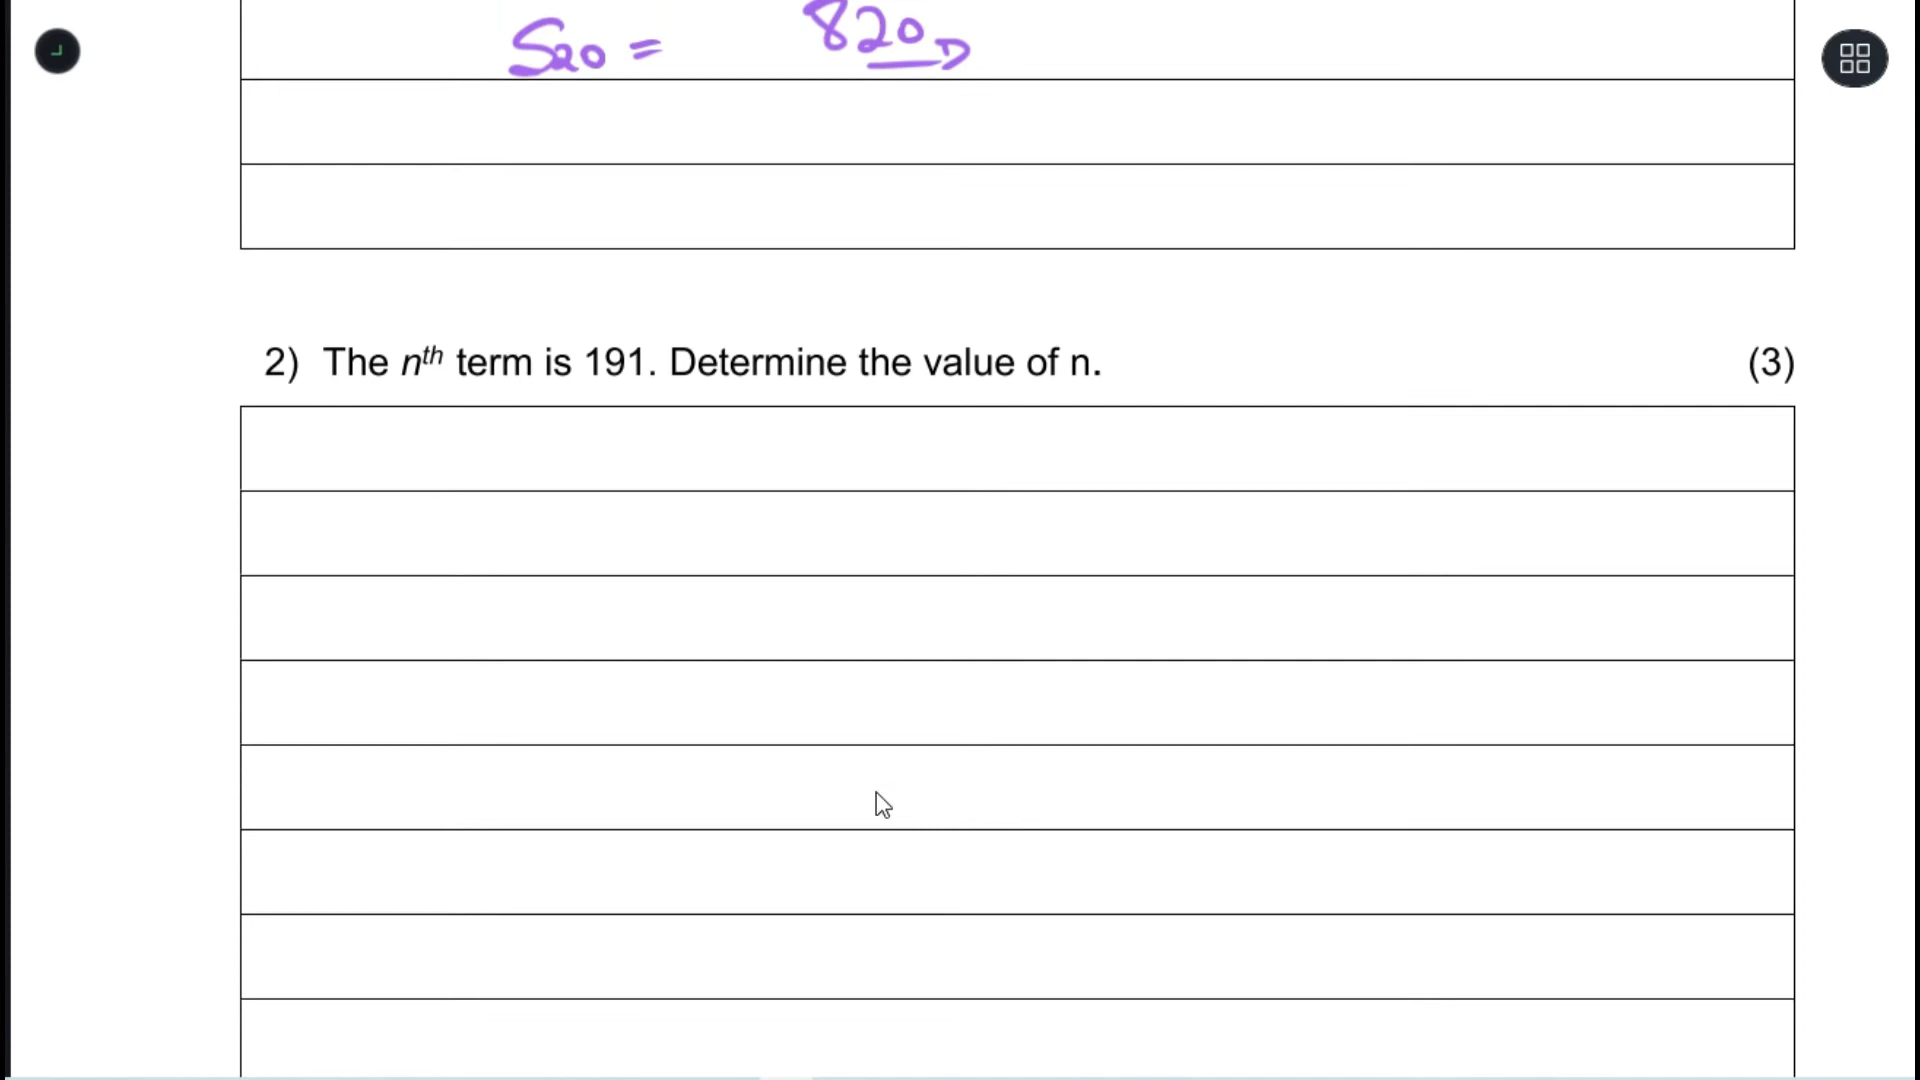 S20 = 820
2) The nth term is 191. Determine the value of n. (3)